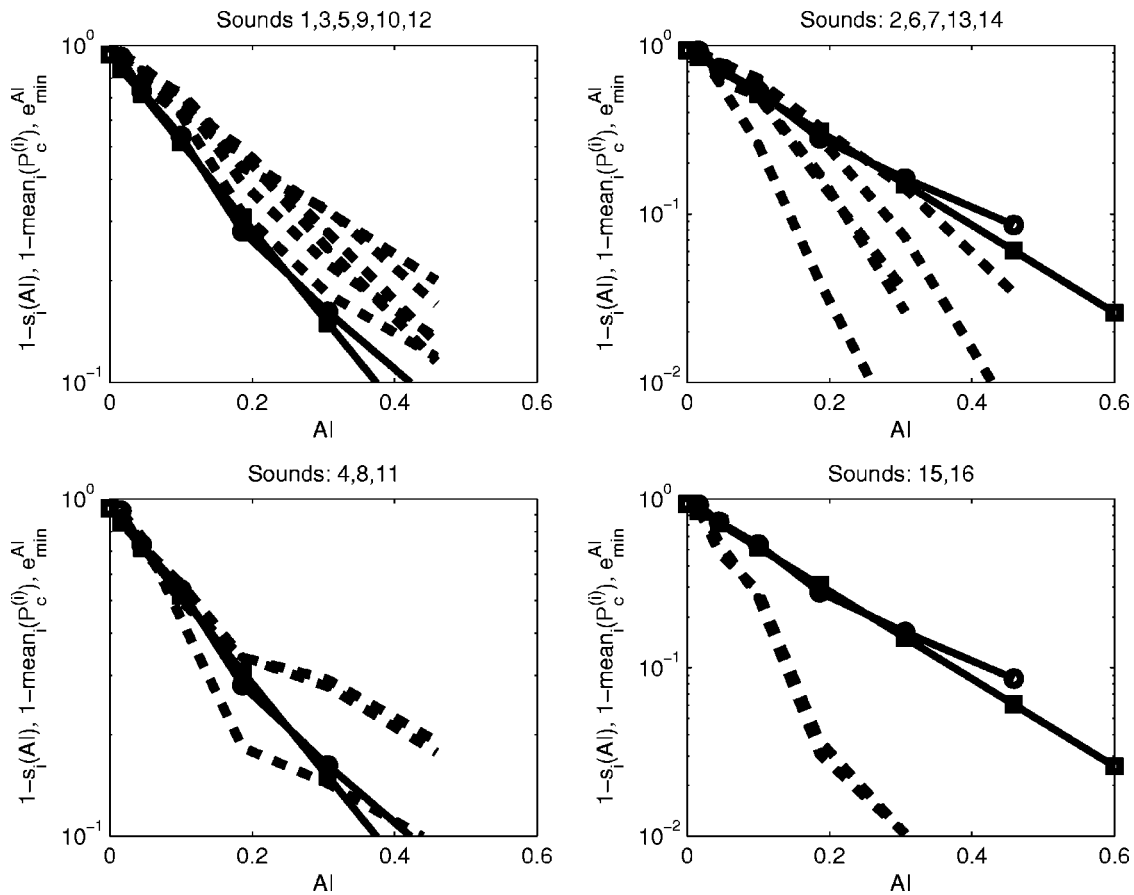 Sounds 1,3,5,9,10,12
10^0
10^-1
0
0.2
0.4
0.6
AI
1−s_i(AI), 1−mean_i(P_c^(i)), e_min^AI
Sounds: 2,6,7,13,14
10^0
10^-1
10^-2
0
0.2
0.4
0.6
AI
1−s_i(AI), 1−mean_i(P_c^(i)), e_min^AI
Sounds: 4,8,11
10^0
10^-1
0
0.2
0.4
0.6
AI
1−s_i(AI), 1−mean_i(P_c^(i)), e_min^AI
Sounds: 15,16
10^0
10^-1
10^-2
0
0.2
0.4
0.6
AI
1−s_i(AI), 1−mean_i(P_c^(i)), e_min^AI